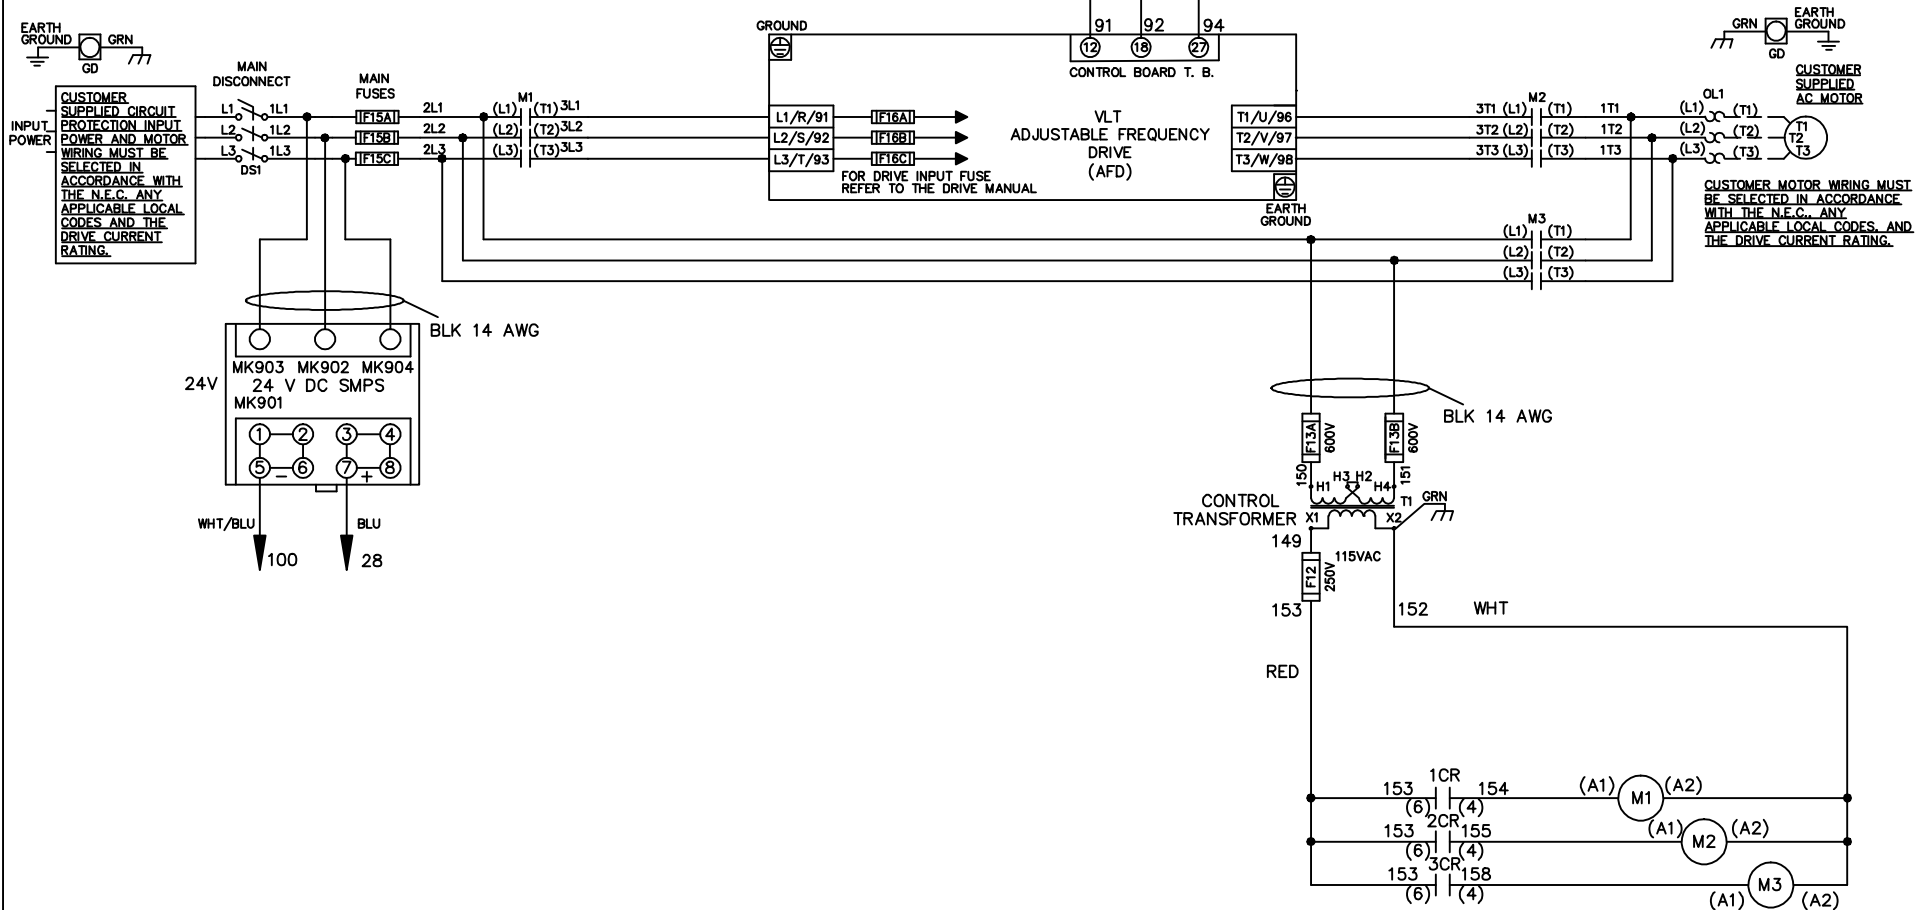 EARTH
GROUND
GRN
GD
CUSTOMER
SUPPLIED CIRCUIT
PROTECTION INPUT
POWER AND MOTOR
WIRING MUST BE
SELECTED IN
ACCORDANCE WITH
THE N.E.C. ANY
APPLICABLE LOCAL
CODES AND THE
DRIVE CURRENT
RATING.
INPUT
POWER
MAIN
DISCONNECT
L1 1L1
L2 1L2
L3 1L3
DS1
MAIN
FUSES
F15A
F15B
F15C
2L1
2L2
2L3
M1
(L1) (T1) 3L1
(L2) (T2) 3L2
(L3) (T3) 3L3
GROUND
91 92 94
12 18 27
CONTROL BOARD T. B.
L1/R/91
L2/S/92
L3/T/93
F16A
F16B
F16C
FOR DRIVE INPUT FUSE
REFER TO THE DRIVE MANUAL
VLT
ADJUSTABLE FREQUENCY
DRIVE
(AFD)
T1/U/96
T2/V/97
T3/W/98
EARTH
GROUND
M2
3T1 (L1) (T1) 1T1
3T2 (L2) (T2) 1T2
3T3 (L3) (T3) 1T3
M3
(L1) (T1)
(L2) (T2)
(L3) (T3)
OL1
(L1) (T1)
(L2) (T2)
(L3) (T3)
T1
T2
T3
GRN
EARTH
GROUND
GD
CUSTOMER
SUPPLIED
AC MOTOR
CUSTOMER MOTOR WIRING MUST
BE SELECTED IN ACCORDANCE
WITH THE N.E.C., ANY
APPLICABLE LOCAL CODES, AND
THE DRIVE CURRENT RATING.
BLK 14 AWG
MK903 MK902 MK904
24V
24 V DC SMPS
MK901
1 2 3 4
5 - 6 7 + 8
WHT/BLU
100
BLU
28
BLK 14 AWG
F13A
600V
F13B
600V
150
151
H1 H3 H2 H4
T1
GRN
CONTROL
TRANSFORMER
X1 X2
149
115VAC
F12
250V
153
152
WHT
RED
1CR
153 154
(6) (4)
(A1) M1 (A2)
2CR
153 155
(6) (4)
(A1) M2 (A2)
3CR
153 158
(6) (4)
(A1) M3 (A2)